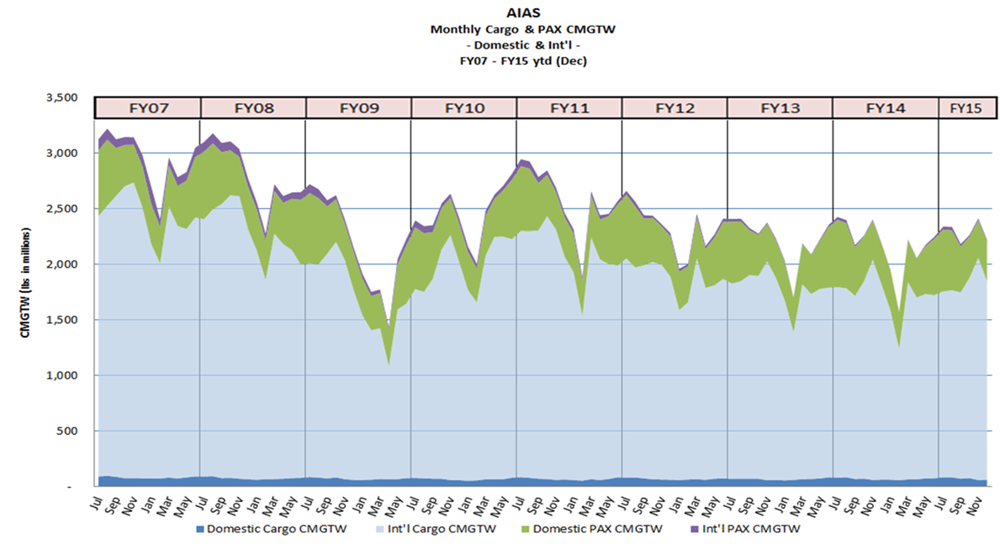 AIAS
Monthly Cargo & PAX CMGTW
- Domestic & Int'l -
FY07 - FY15 ytd (Dec)
CMGTW (lbs in millions)
3,500
3,000
2,500
2,000
1,500
1,000
500
-
FY07 FY08 FY09 FY10 FY11 FY12 FY13 FY14 FY15
Jul Sep Nov Jan Mar May Jul Sep Nov Jan Mar May Jul Sep Nov Jan Mar May Jul Sep Nov Jan Mar May Jul Sep Nov Jan Mar May Jul Sep Nov Jan Mar May Jul Sep Nov Jan Mar May Jul Sep Nov Jan Mar May Jul Sep Nov
Domestic Cargo CMGTW Int'l Cargo CMGTW Domestic PAX CMGTW Int'l PAX CMGTW